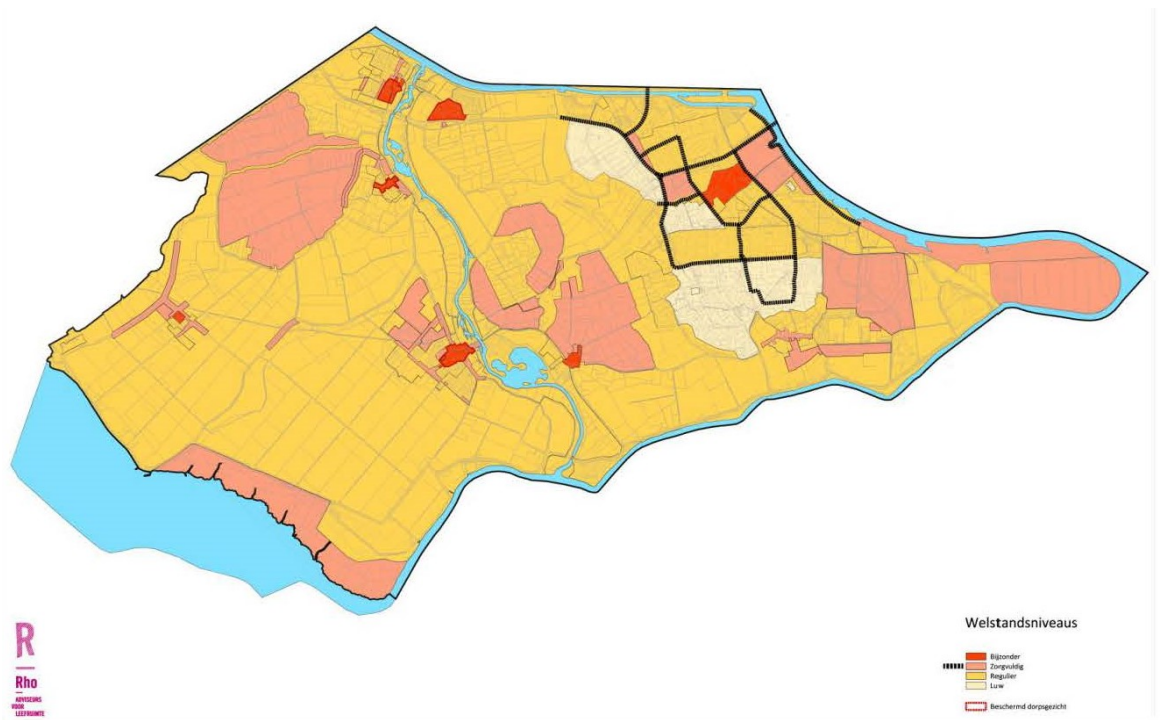 Welstandsniveaus
Bijzonder
Zorgvuldig
Regulier
Luw
Beschermd dorpsgezicht
R
Rho
ADVISEURS
VOOR
LEEFRUIMTE